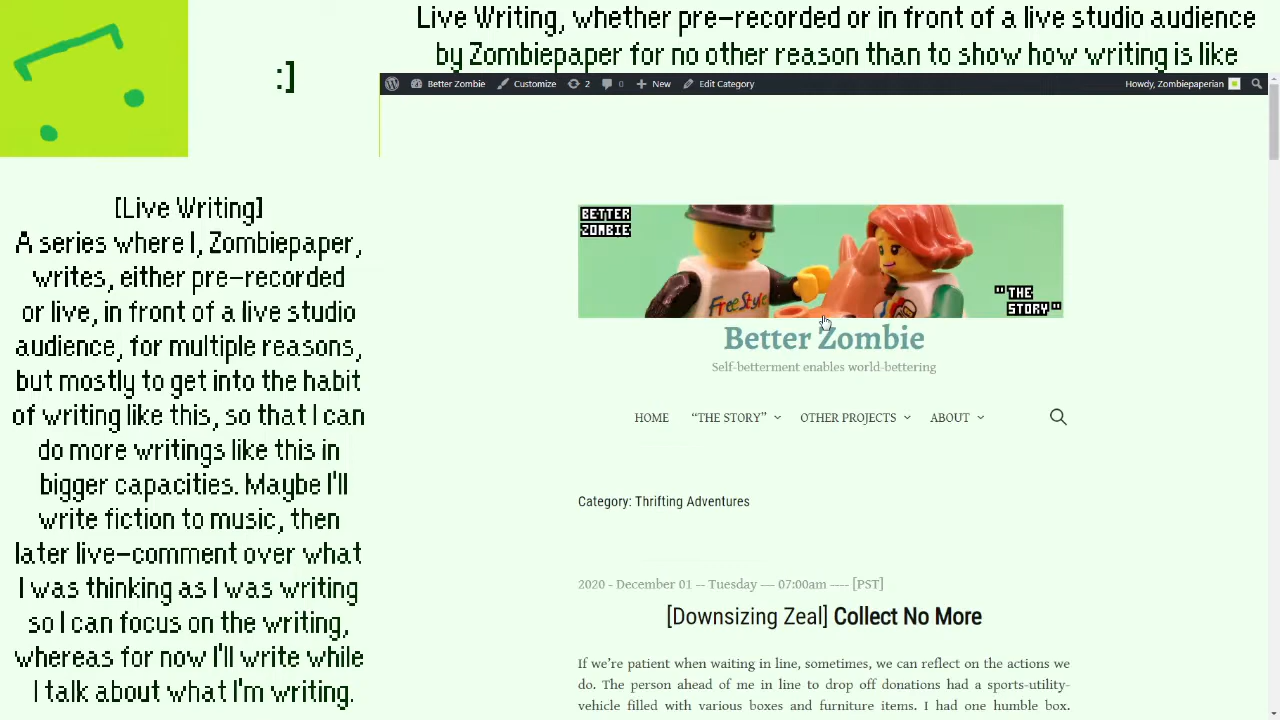 Live Writing, whether pre-recorded or in front of a live studio audience
by Zombiepaper for no other reason than to show how writing is like
:]
[Live Writing]
A series where I, Zombiepaper,
writes, either pre-recorded
or live, in front of a live studio
audience, for multiple reasons,
but mostly to get into the habit
of writing like this, so that I can
do more writings like this in
bigger capacities. Maybe I'll
write fiction to music, then
later live-comment over what
I was thinking as I was writing
so I can focus on the writing,
whereas for now I'll write while
I talk about what I'm writing.
Better Zombie Customize 2 0 New Edit Category Howdy, Zombiepaperian
BETTER
ZOMBIE
FreeStyle
"THE
STORY"
Better Zombie
Self-betterment enables world-bettering
HOME “THE STORY” OTHER PROJECTS ABOUT
Category: Thrifting Adventures
2020 - December 01 -- Tuesday --- 07:00am ---- [PST]
[Downsizing Zeal] Collect No More
If we’re patient when waiting in line, sometimes, we can reflect on the actions we
do. The person ahead of me in line to drop off donations had a sports-utility-
vehicle filled with various boxes and furniture items. I had one humble box.